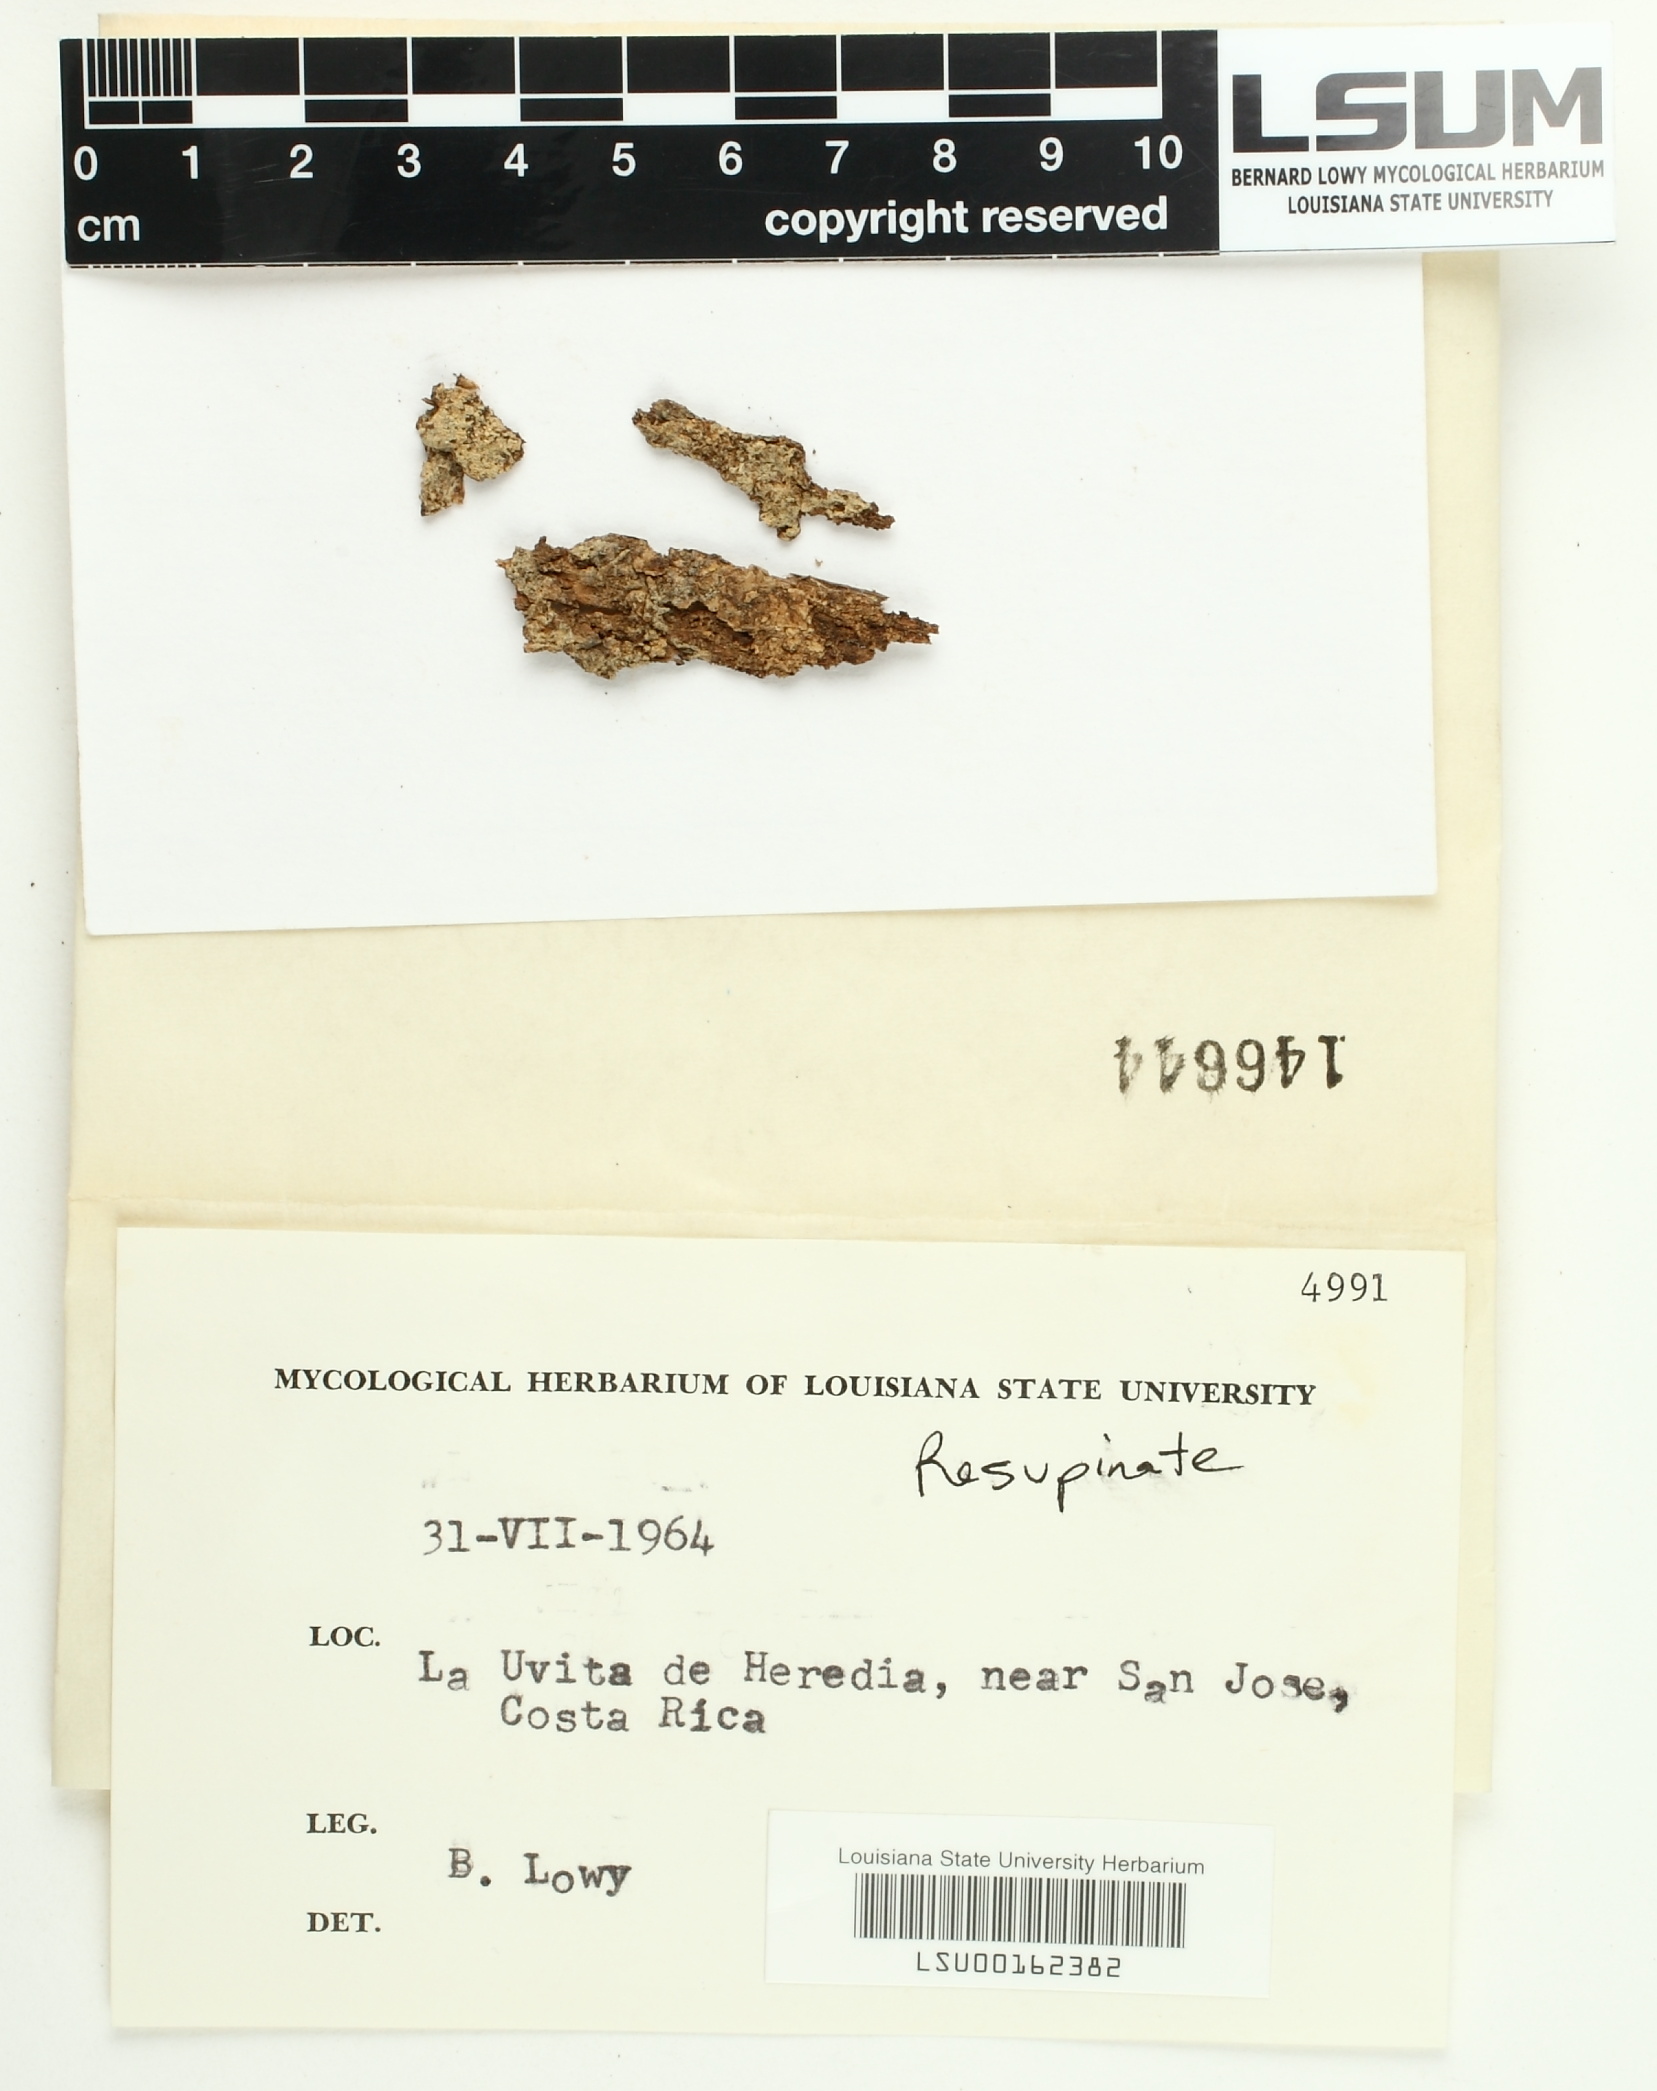 0 1 2 3 4 5 6 7 8 9 10
cm
copyright reserved
LSUM
BERNARD LOWY MYCOLOGICAL HERBARIUM
LOUISIANA STATE UNIVERSITY
146644
4991
MYCOLOGICAL HERBARIUM OF LOUISIANA STATE UNIVERSITY
Resupinate
31-VII-1964
LOC.
La Uvita de Heredia, near San Jose,
Costa Rica
LEG.
B. Lowy
DET.
Louisiana State University Herbarium
LSU00162382